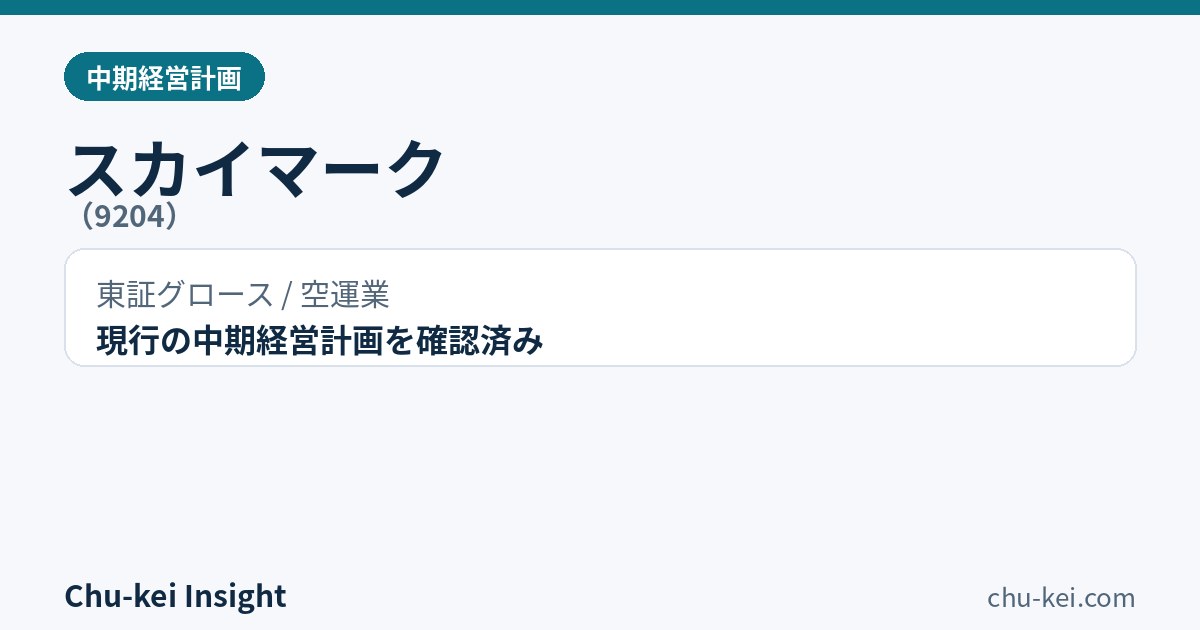 中期経営計画
スカイマーク
（9204）
東証グロース / 空運業
現行の中期経営計画を確認済み
Chu-kei Insight
chu-kei.com